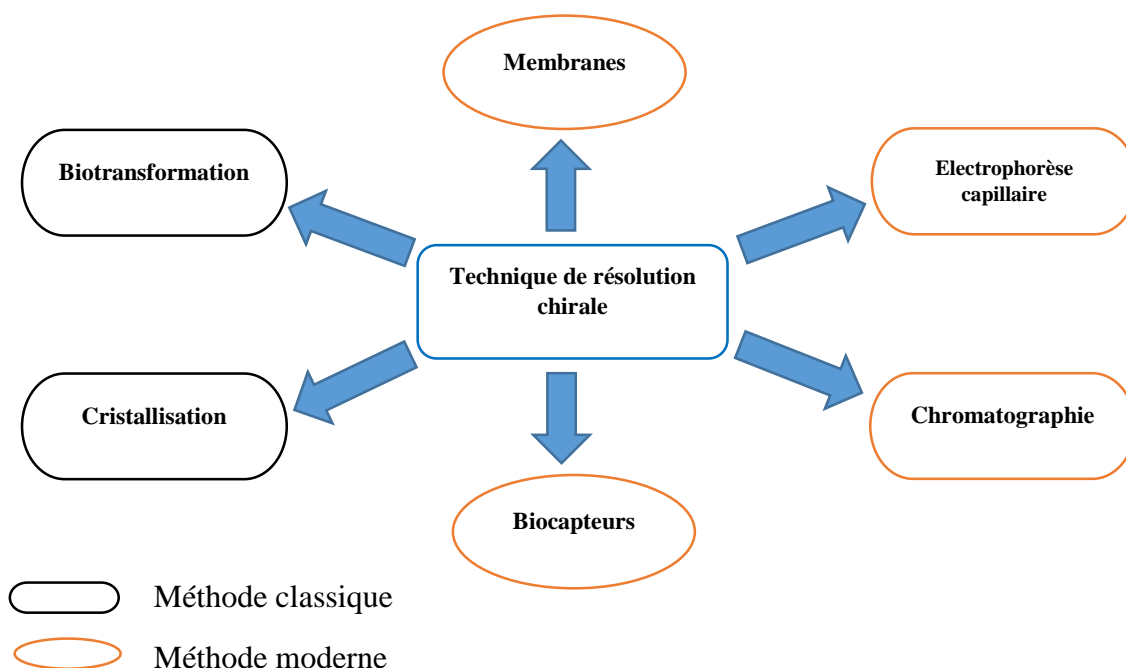 Membranes
Biotransformation
Electrophorèse
capillaire
Technique de résolution
chirale
Cristallisation
Chromatographie
Biocapteurs
Méthode classique
Méthode moderne